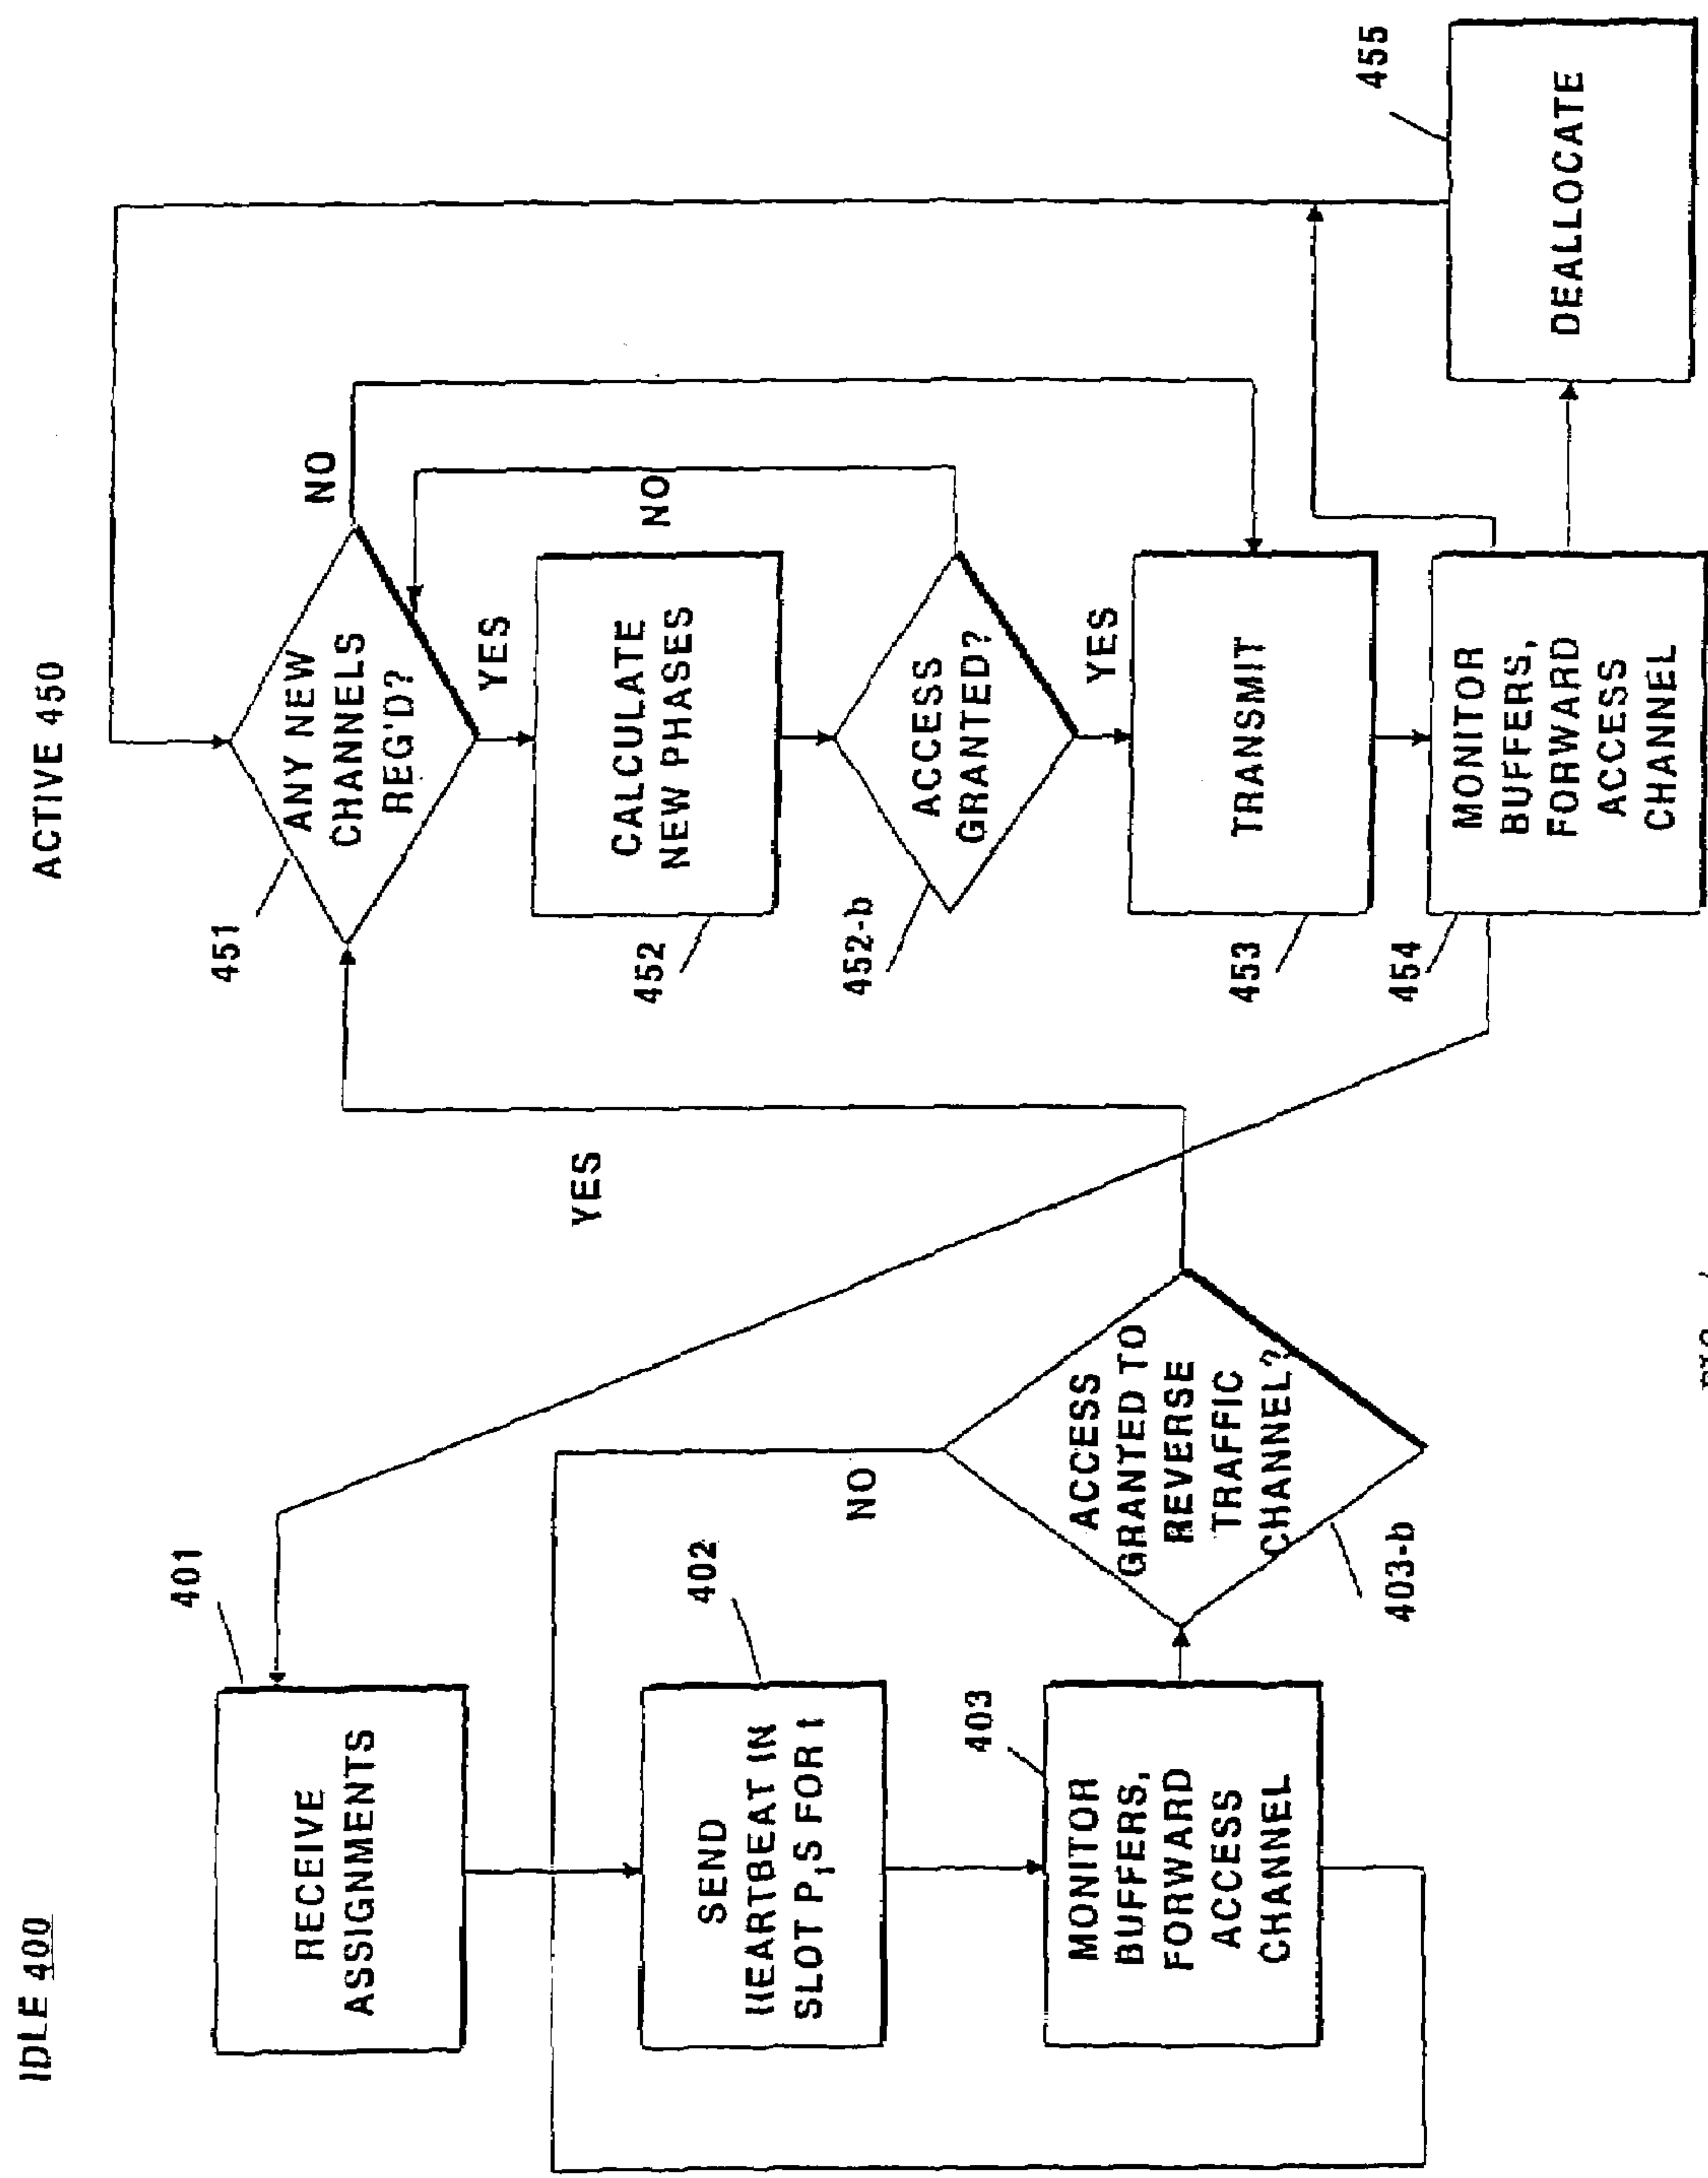 IDLE 400
401
RECEIVE
ASSIGNMENTS
402
SEND
HEARTBEAT IN
SLOT PiS FOR t
403
MONITOR
BUFFERS,
FORWARD
ACCESS
CHANNEL
ACCESS
GRANTED TO
REVERSE
TRAFFIC
CHANNEL?
403-b
NO
YES
ACTIVE 450
451
ANY NEW
CHANNELS
REG'D?
NO
YES
452
CALCULATE
NEW PHASES
452-b
ACCESS
GRANTED?
NO
YES
453
TRANSMIT
454
MONITOR
BUFFERS,
FORWARD
ACCESS
CHANNEL
455
DEALLOCATE